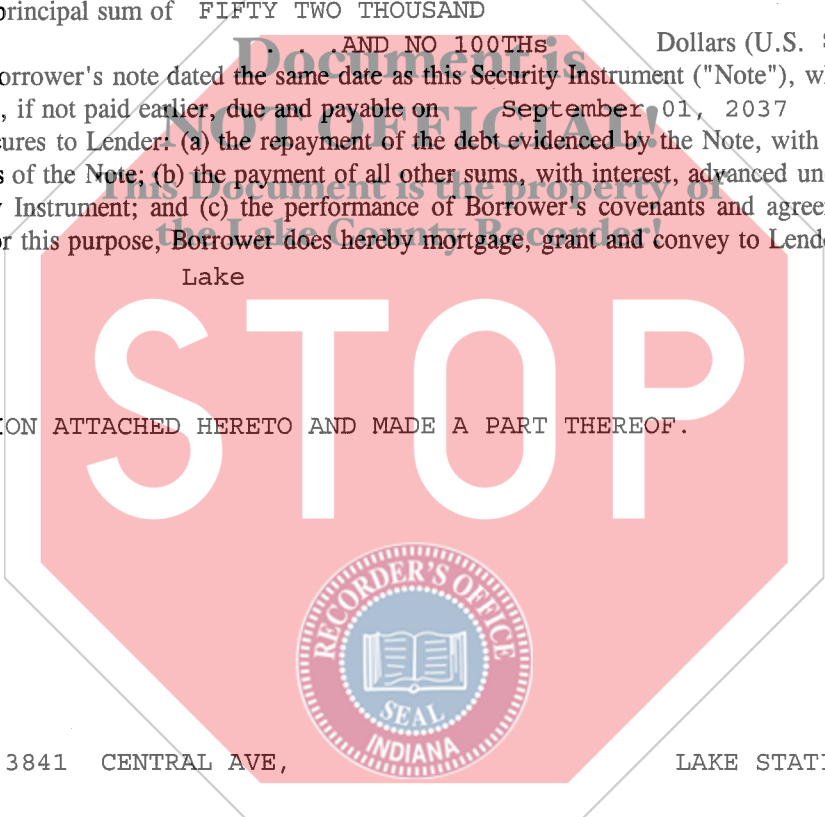 principal sum of FIFTY TWO THOUSAND
. . .AND NO 100THs Dollars (U.S.
Document is
orrower's note dated the same date as this Security Instrument ("Note"),
, if not paid earlier, due and payable on September 01, 2037
NOT OFFICIAL!
ures to Lender: (a) the repayment of the debt evidenced by the Note, with
s of the Note; (b) the payment of all other sums, with interest, advanced un
This Document is the property of
y Instrument; and (c) the performance of Borrower's covenants and agree
the Lake County Recorder!
or this purpose, Borrower does hereby mortgage, grant and convey to Lend
Lake
STOP
ION ATTACHED HERETO AND MADE A PART THEREOF.
RECORDER'S OFFICE
SEAL
INDIANA
3841 CENTRAL AVE, LAKE STATI